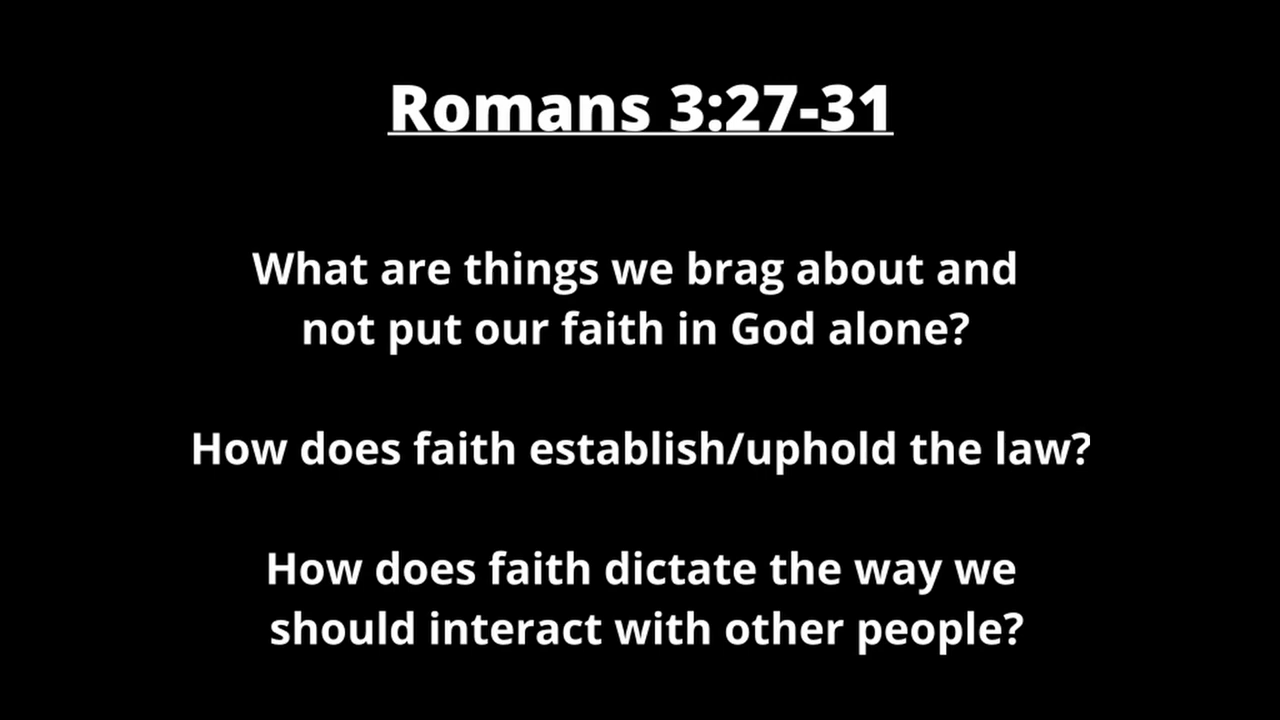 Romans 3:27-31
What are things we brag about and
not put our faith in God alone?
How does faith establish/uphold the law?
How does faith dictate the way we
should interact with other people?